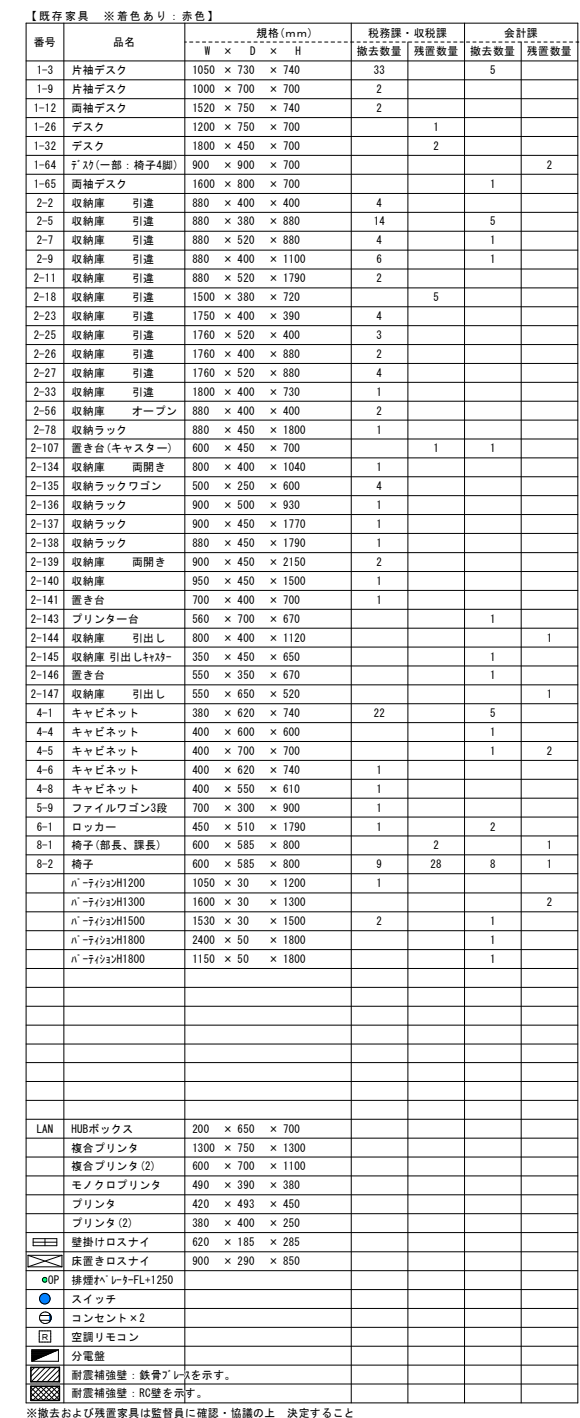 【既存家具　※着色あり：赤色】
番号 品名 規格(mm) 税務課・収税課 会計課
W × D × H 撤去数量 残置数量 撤去数量 残置数量
1-3 片袖デスク 1050 × 730 × 740 33 5
1-9 片袖デスク 1000 × 700 × 700 2
1-12 両袖デスク 1520 × 750 × 740 2
1-26 デスク 1200 × 750 × 700 1
1-32 デスク 1800 × 450 × 700 2
1-64 ﾃﾞｽｸ(一部：椅子4脚) 900 × 900 × 700 2
1-65 両袖デスク 1600 × 800 × 700 1
2-2 収納庫 引違 880 × 400 × 400 4
2-5 収納庫 引違 880 × 380 × 880 14 5
2-7 収納庫 引違 880 × 520 × 880 4 1
2-9 収納庫 引違 880 × 400 × 1100 6 1
2-11 収納庫 引違 880 × 520 × 1790 2
2-18 収納庫 引違 1500 × 380 × 720 5
2-23 収納庫 引違 1750 × 400 × 390 4
2-25 収納庫 引違 1760 × 520 × 400 3
2-26 収納庫 引違 1760 × 400 × 880 2
2-27 収納庫 引違 1760 × 520 × 880 4
2-33 収納庫 引違 1800 × 400 × 730 1
2-56 収納庫 オープン 880 × 400 × 400 2
2-78 収納ラック 880 × 450 × 1800 1
2-107 置き台(キャスター) 600 × 450 × 700 1 1
2-134 収納庫 両開き 800 × 400 × 1040 1
2-135 収納ラックワゴン 500 × 250 × 600 4
2-136 収納ラック 900 × 500 × 930 1
2-137 収納ラック 900 × 450 × 1770 1
2-138 収納ラック 880 × 450 × 1790 1
2-139 収納庫 両開き 900 × 450 × 2150 2
2-140 収納庫 950 × 450 × 1500 1
2-141 置き台 700 × 400 × 700 1
2-143 プリンター台 560 × 700 × 670 1
2-144 収納庫 引出し 800 × 400 × 1120 1
2-145 収納庫 引出しｷｬｽﾀｰ 350 × 450 × 650 1
2-146 置き台 550 × 350 × 670 1
2-147 収納庫 引出し 550 × 650 × 520 1
4-1 キャビネット 380 × 620 × 740 22 5
4-4 キャビネット 400 × 600 × 600 1
4-5 キャビネット 400 × 700 × 700 1 2
4-6 キャビネット 400 × 620 × 740 1
4-8 キャビネット 400 × 550 × 610 1
5-9 ファイルワゴン3段 700 × 300 × 900 1
6-1 ロッカー 450 × 510 × 1790 1 2
8-1 椅子(部長、課長) 600 × 585 × 800 2 1
8-2 椅子 600 × 585 × 800 9 28 8 1
ﾊﾟｰﾃｨｼｮﾝH1200 1050 × 30 × 1200 1
ﾊﾟｰﾃｨｼｮﾝH1300 1600 × 30 × 1300 2
ﾊﾟｰﾃｨｼｮﾝH1500 1530 × 30 × 1500 2 1
ﾊﾟｰﾃｨｼｮﾝH1800 2400 × 50 × 1800 1
ﾊﾟｰﾃｨｼｮﾝH1800 1150 × 50 × 1800 1
LAN HUBボックス 200 × 650 × 700
複合プリンタ 1300 × 750 × 1300
複合プリンタ(2) 600 × 700 × 1100
モノクロプリンタ 490 × 390 × 380
プリンタ 420 × 493 × 450
プリンタ(2) 380 × 400 × 250
壁掛けロスナイ 620 × 185 × 285
床置きロスナイ 900 × 290 × 850
OP 排煙ｵﾍﾟﾚｰﾀｰFL+1250
スイッチ
コンセント×2
R 空調リモコン
分電盤
耐震補強壁：鉄骨ﾌﾞﾚｰｽを示す。
耐震補強壁：RC壁を示す。
※撤去および残置家具は監督員に確認・協議の上　決定すること